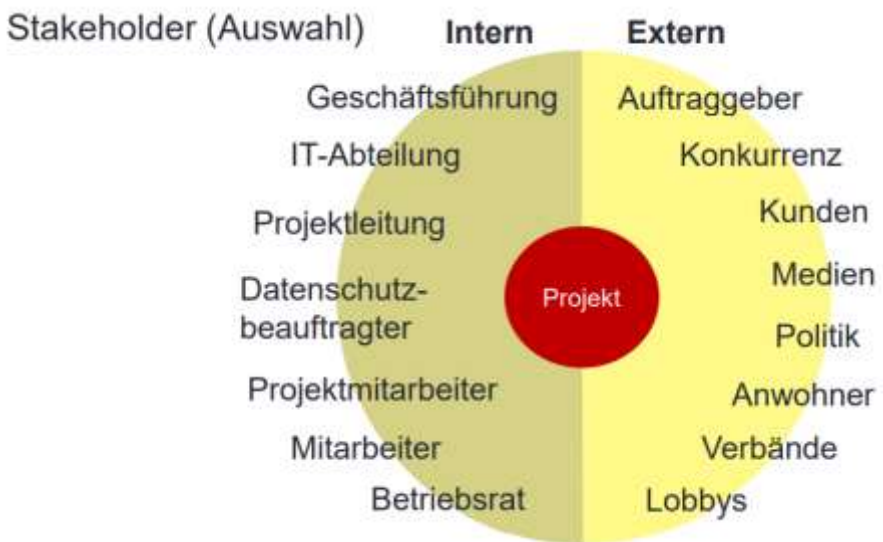 Stakeholder (Auswahl)
Intern
Extern
Geschäftsführung
Auftraggeber
IT-Abteilung
Konkurrenz
Kunden
Projektleitung
Medien
Datenschutz-
beauftragter
Projekt
Politik
Projektmitarbeiter
Anwohner
Mitarbeiter
Verbände
Betriebsrat
Lobbys